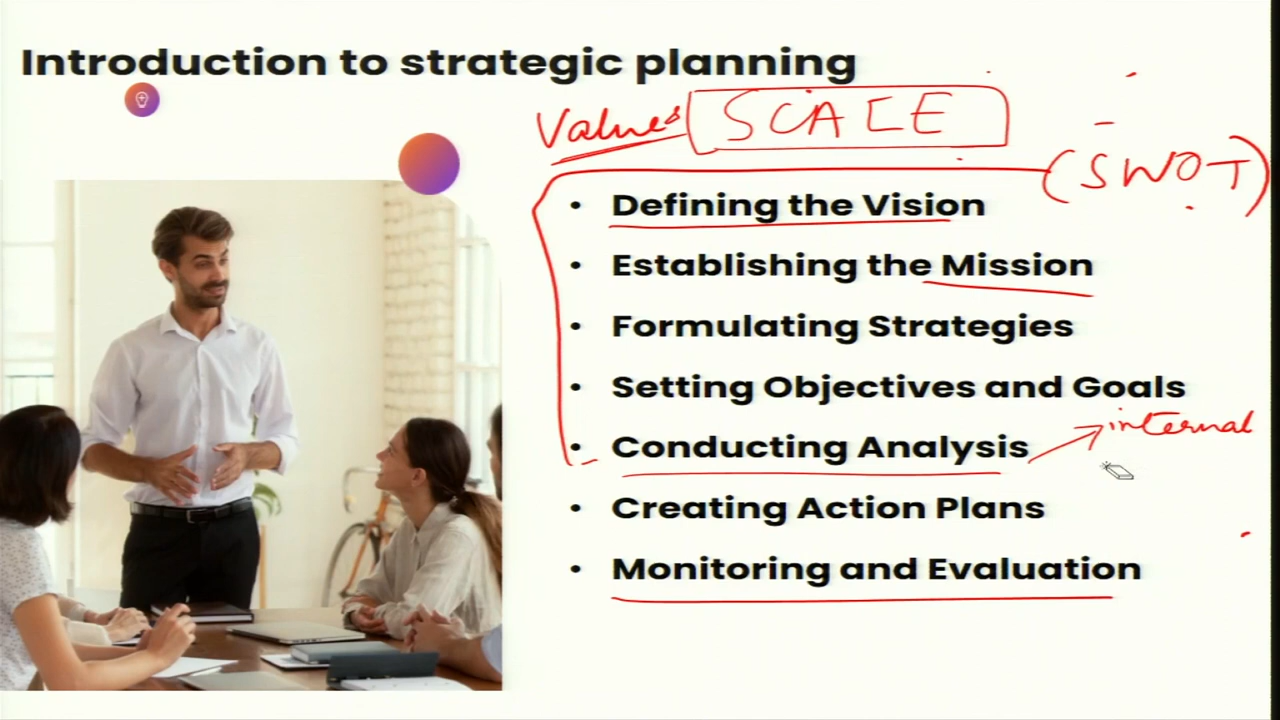 Introduction to strategic planning
Values SCALE
(SWOT)
• Defining the Vision
• Establishing the Mission
• Formulating Strategies
• Setting Objectives and Goals
• Conducting Analysis
internal
• Creating Action Plans
• Monitoring and Evaluation